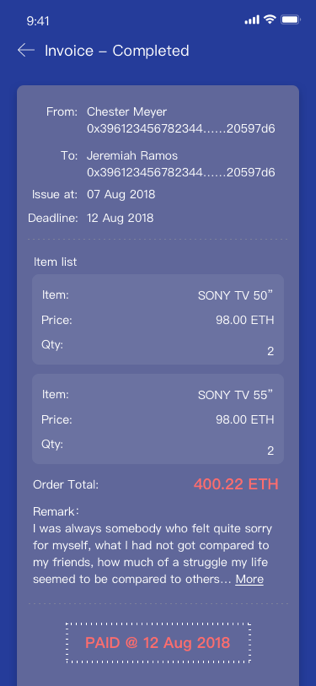 9:41
Invoice – Completed
From: Chester Meyer
0x396123456782344......20597d6
To: Jeremiah Ramos
0x396123456782344......20597d6
Issue at: 07 Aug 2018
Deadline: 12 Aug 2018
Item list
Item: SONY TV 50”
Price: 98.00 ETH
Qty: 2
Item: SONY TV 55”
Price: 98.00 ETH
Qty: 2
Order Total: 400.22 ETH
Remark:
I was always somebody who felt quite sorry
for myself, what I had not got compared to
my friends, how much of a struggle my life
seemed to be compared to others... More
PAID @ 12 Aug 2018